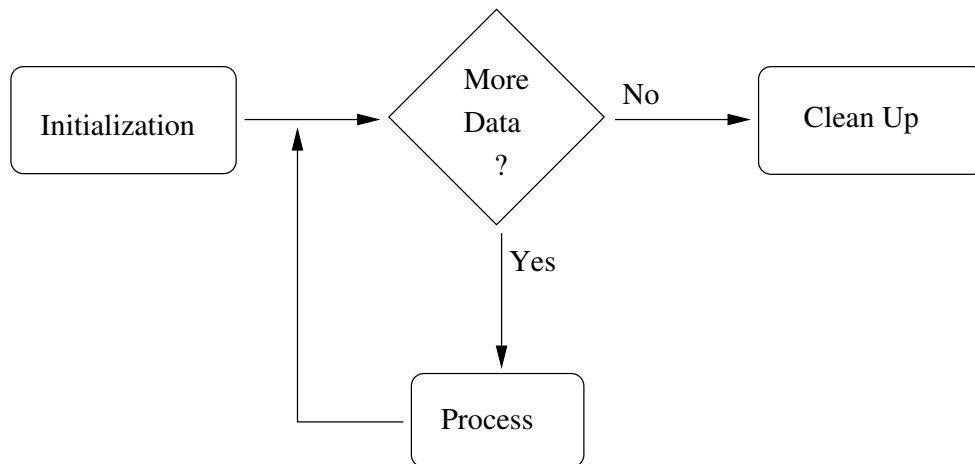 Initialization
More
Data
?
No
Clean Up
Yes
Process